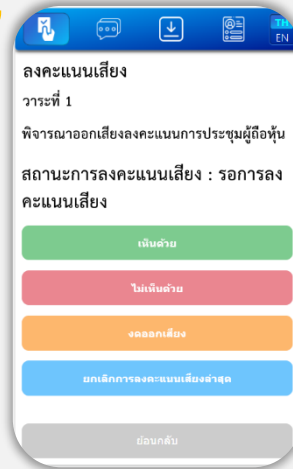 TH
EN
ลงคะแนนเสียง
วาระที่ 1
พิจารณาออกเสียงลงคะแนนการประชุมผู้ถือหุ้น
สถานะการลงคะแนนเสียง : รอการลง
คะแนนเสียง
เห็นด้วย
ไม่เห็นด้วย
งดออกเสียง
ยกเลิกการลงคะแนนเสียงล่าสุด
ย้อนกลับ